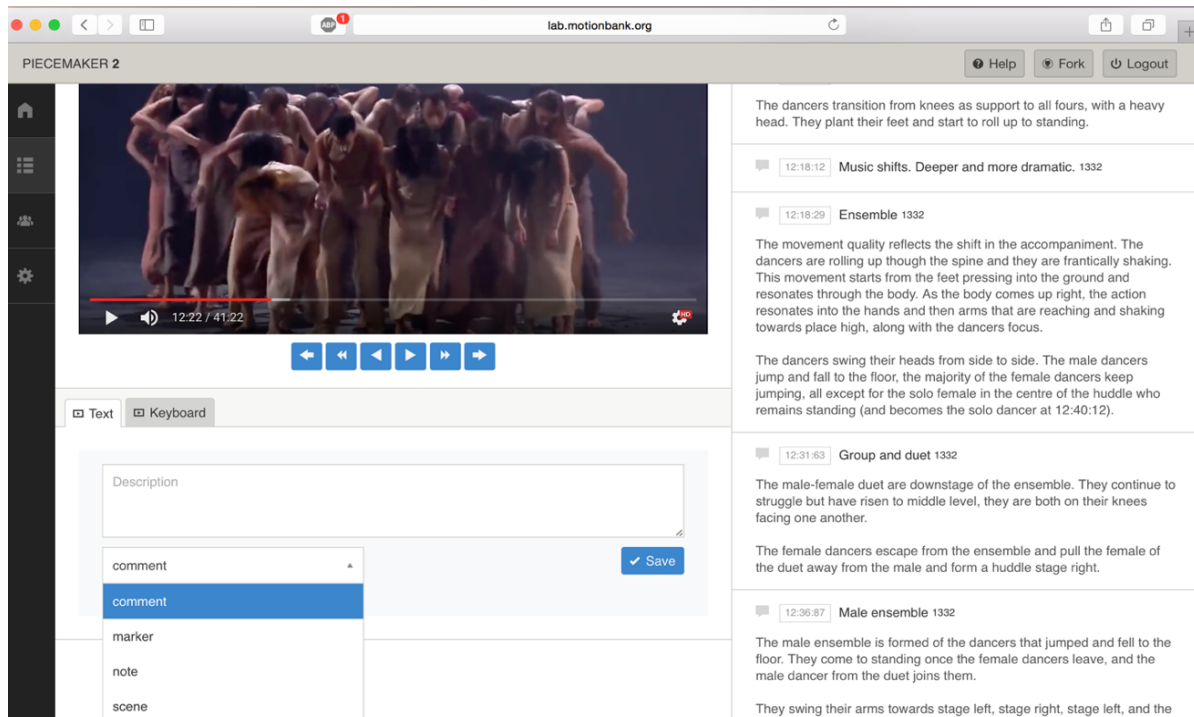 ABP 1
lab.motionbank.org
PIECEMAKER 2
Help
Fork
Logout
12:22 / 41:22
HD
Text
Keyboard
Description
comment
Save
comment
marker
note
scene
The dancers transition from knees as support to all fours, with a heavy
head. They plant their feet and start to roll up to standing.
12:18:12 Music shifts. Deeper and more dramatic. 1332
12:18:29 Ensemble 1332
The movement quality reflects the shift in the accompaniment. The
dancers are rolling up though the spine and they are frantically shaking.
This movement starts from the feet pressing into the ground and
resonates through the body. As the body comes up right, the action
resonates into the hands and then arms that are reaching and shaking
towards place high, along with the dancers focus.
The dancers swing their heads from side to side. The male dancers
jump and fall to the floor, the majority of the female dancers keep
jumping, all except for the solo female in the centre of the huddle who
remains standing (and becomes the solo dancer at 12:40:12).
12:31:63 Group and duet 1332
The male-female duet are downstage of the ensemble. They continue to
struggle but have risen to middle level, they are both on their knees
facing one another.
The female dancers escape from the ensemble and pull the female of
the duet away from the male and form a huddle stage right.
12:36:87 Male ensemble 1332
The male ensemble is formed of the dancers that jumped and fell to the
floor. They come to standing once the female dancers leave, and the
male dancer from the duet joins them.
They swing their arms towards stage left, stage right, stage left, and the